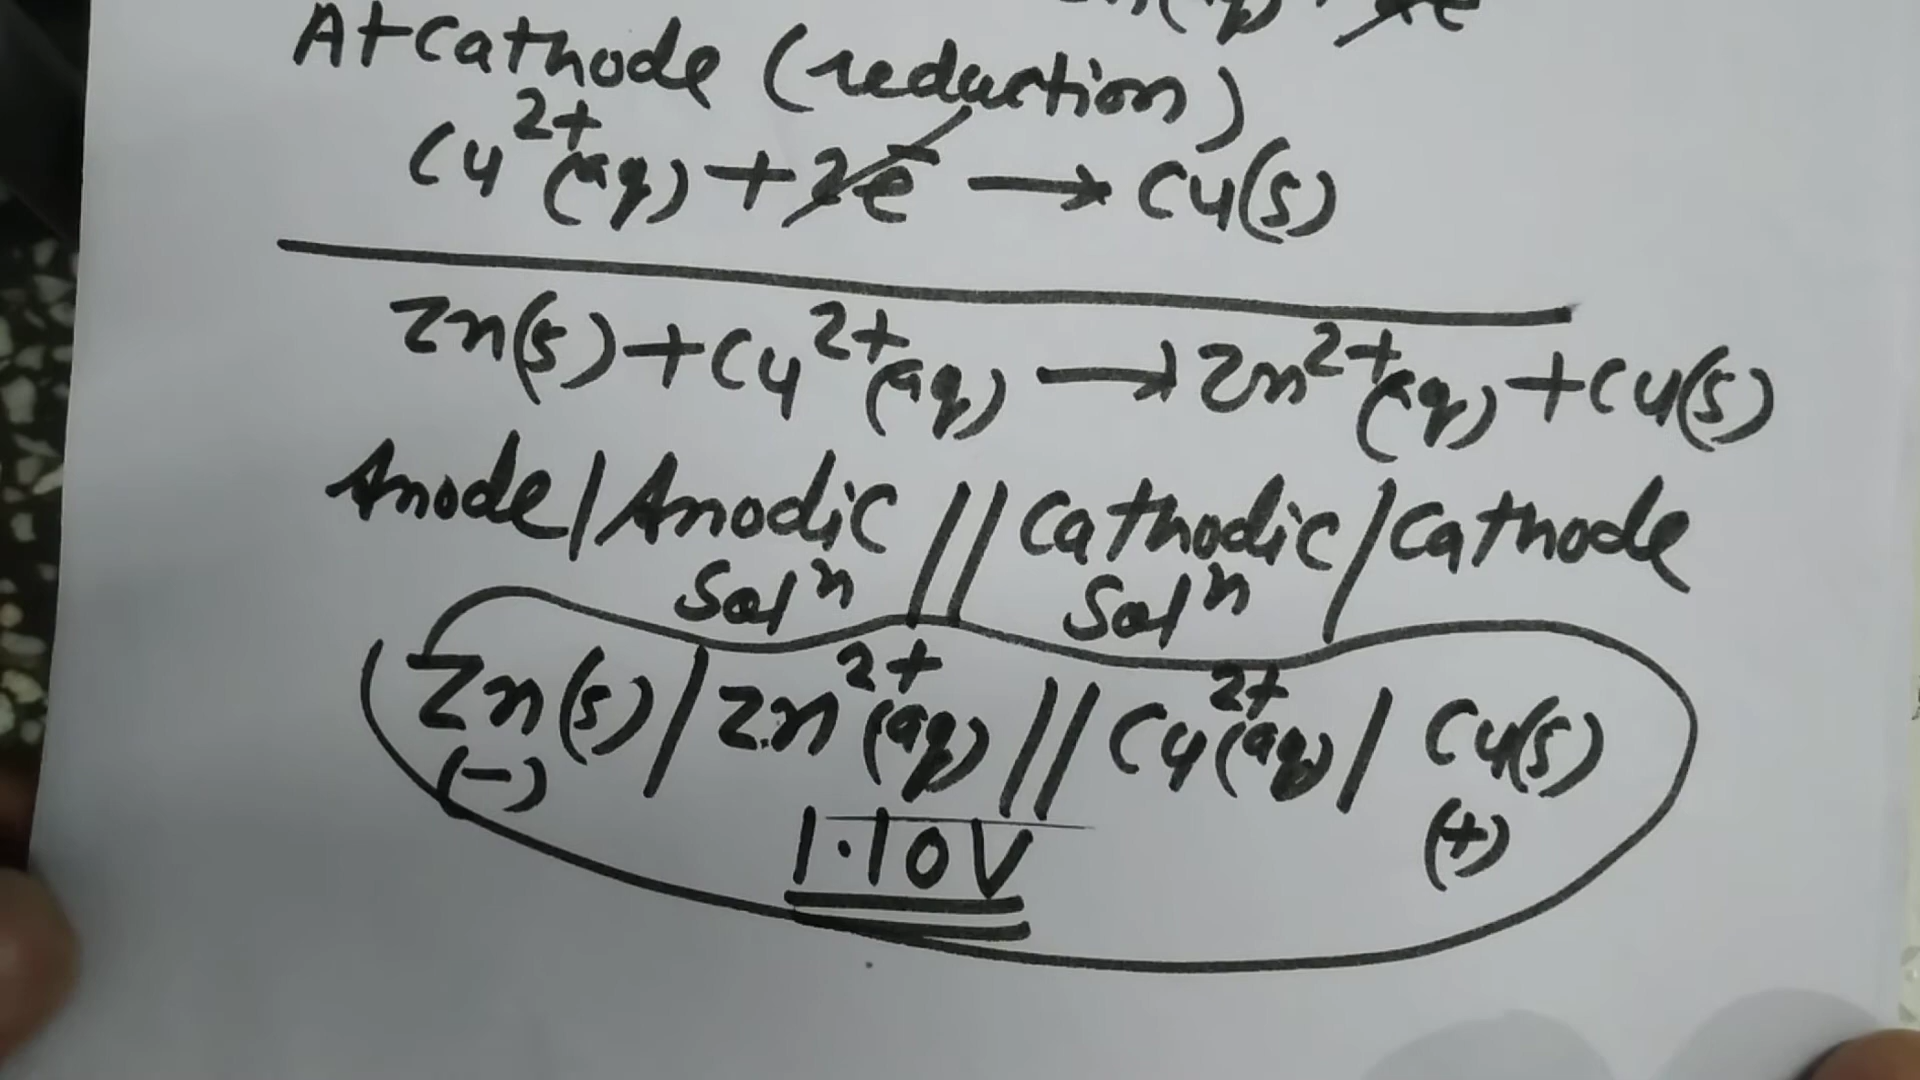 At Cathode (reduction)
Cu²⁺(aq) + 2e⁻ → Cu(s)
Zn(s) + Cu²⁺(aq) → Zn²⁺(aq) + Cu(s)
Anode | Anodic || Cathodic | Cathode
Solⁿ Solⁿ
Zn(s) | Zn²⁺(aq) || Cu²⁺(aq) | Cu(s)
(-) (+)
1.10V